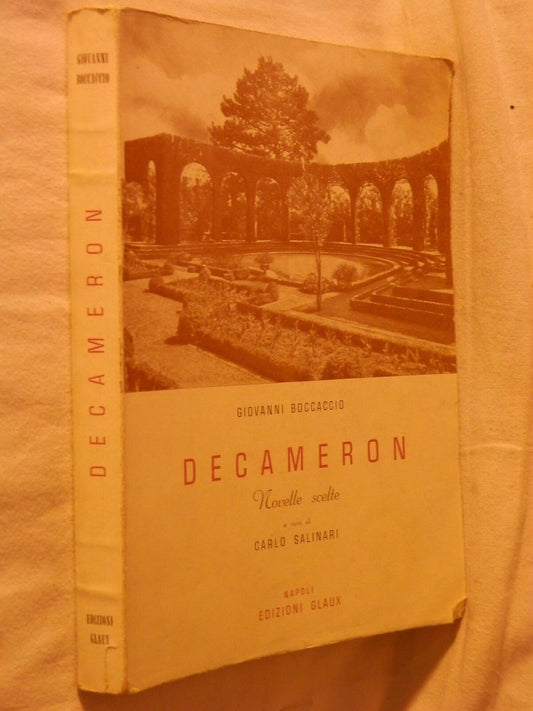 GIOVANNI
BOCCACCIO
DECAMERON
EDIZIONI
GLAUX
GIOVANNI BOCCACCIO
DECAMERON
Novelle scelte
a cura di
CARLO SALINARI
NAPOLI
EDIZIONI GLAUX